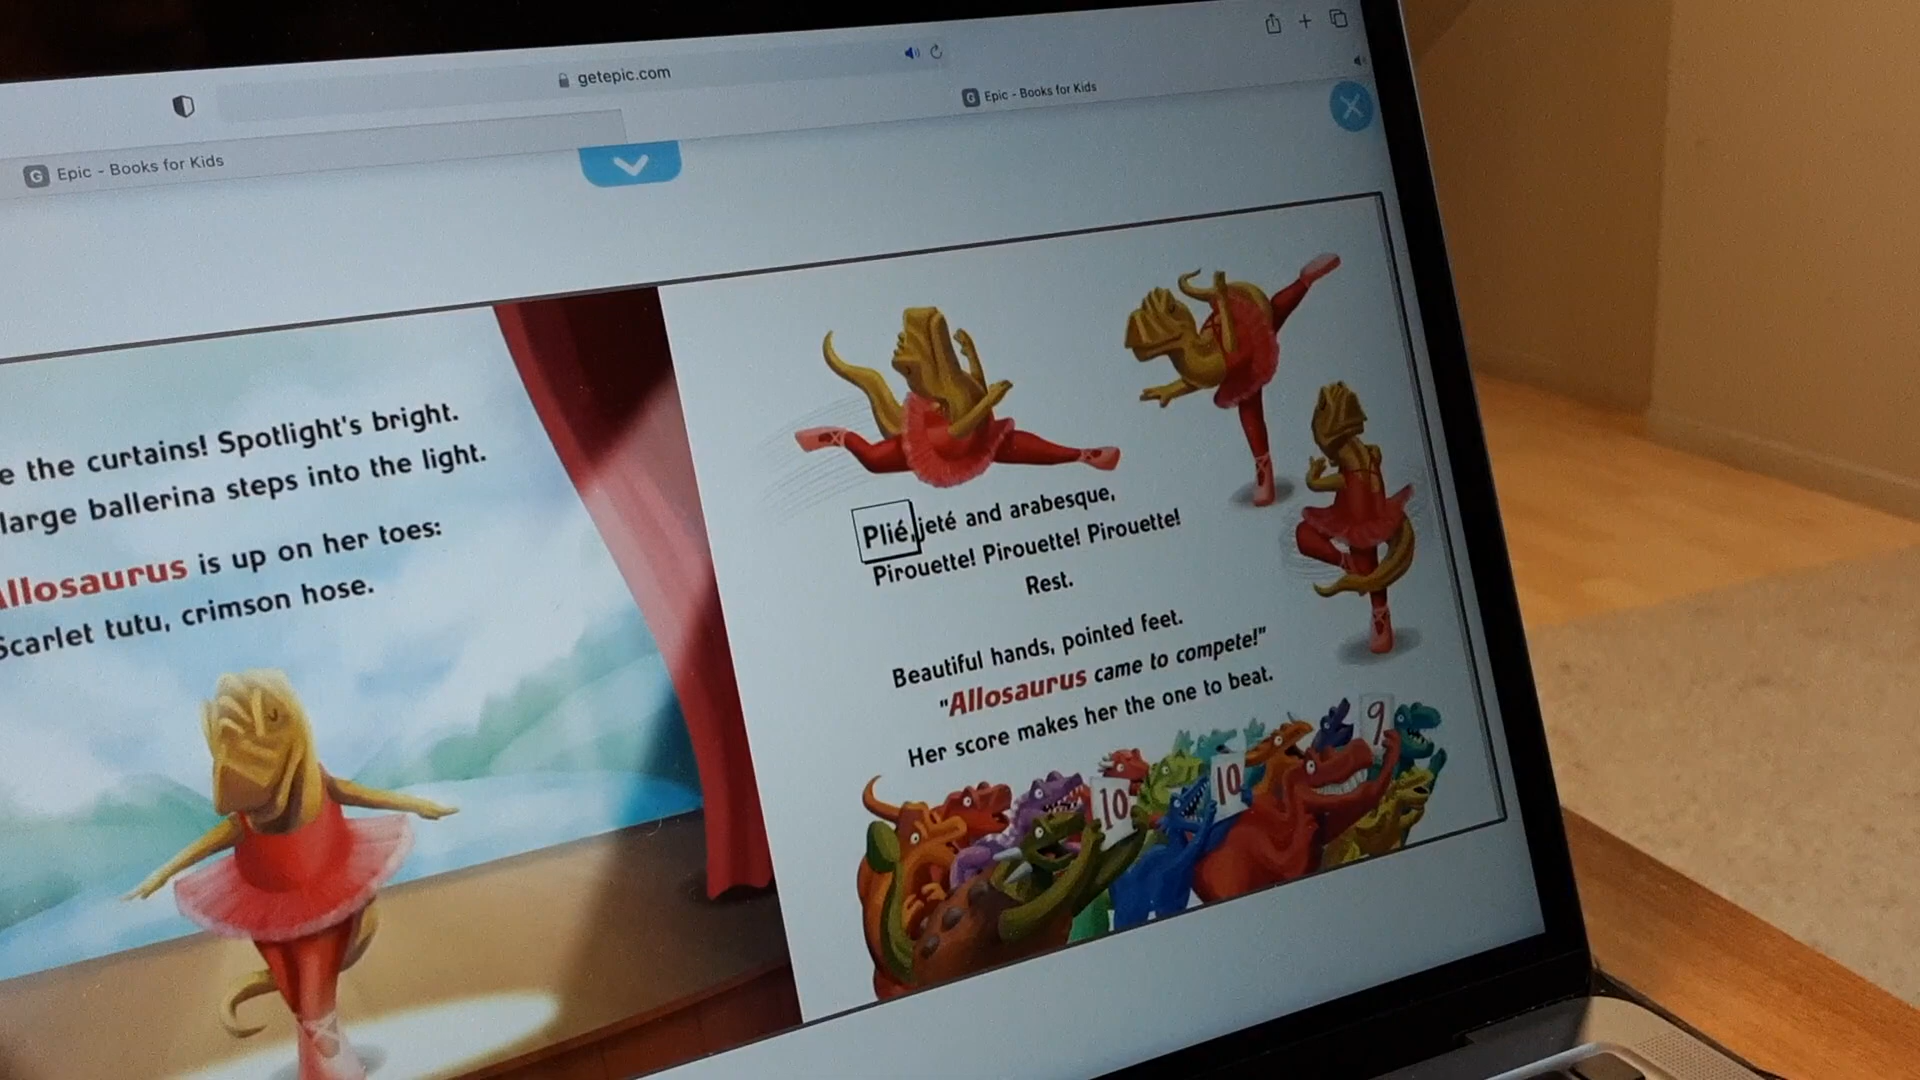 getepic.com
Epic - Books for Kids
Epic - Books for Kids
the curtains! Spotlight's bright.
large ballerina steps into the light.
Allosaurus is up on her toes:
Scarlet tutu, crimson hose.
Plié, jeté and arabesque,
Pirouette! Pirouette! Pirouette!
Rest.
Beautiful hands, pointed feet.
"Allosaurus came to compete!"
Her score makes her the one to beat.
10
10
9